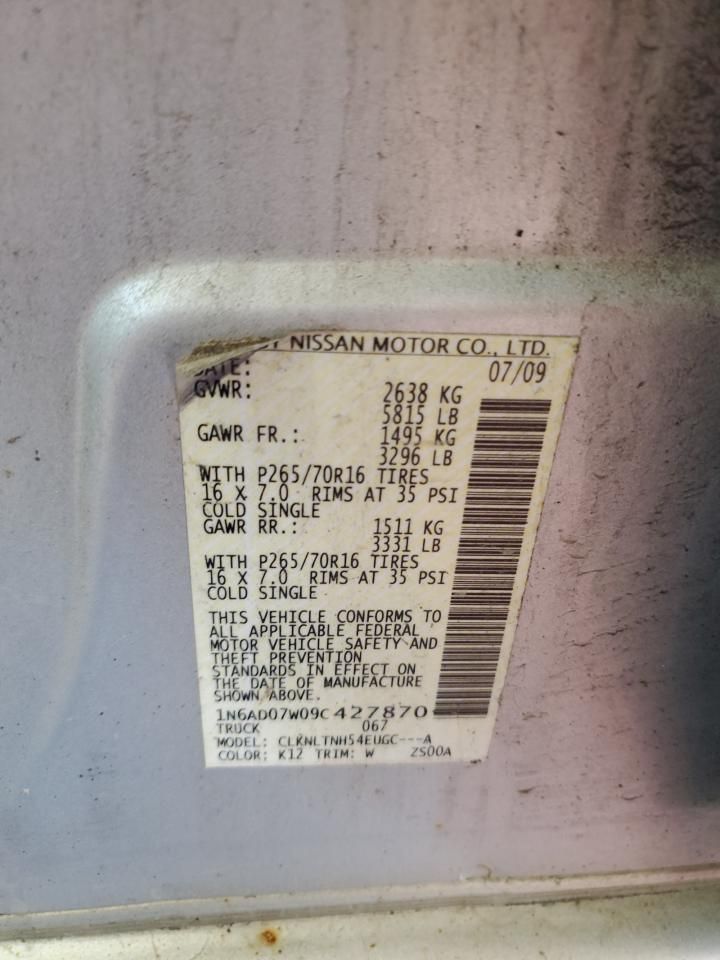 NISSAN MOTOR CO., LTD.
DATE: 07/09
GVWR: 2638 KG
5815 LB
GAWR FR.: 1495 KG
3296 LB
WITH P265/70R16 TIRES
16 X 7.0 RIMS AT 35 PSI
COLD SINGLE
GAWR RR.: 1511 KG
3331 LB
WITH P265/70R16 TIRES
16 X 7.0 RIMS AT 35 PSI
COLD SINGLE
THIS VEHICLE CONFORMS TO
ALL APPLICABLE FEDERAL
MOTOR VEHICLE SAFETY AND
THEFT PREVENTION
STANDARDS IN EFFECT ON
THE DATE OF MANUFACTURE
SHOWN ABOVE.
1N6AD07W09C427870
TRUCK 067
MODEL: CLKNLTNH54EUGC---A
COLOR: K12 TRIM: W ZS00A